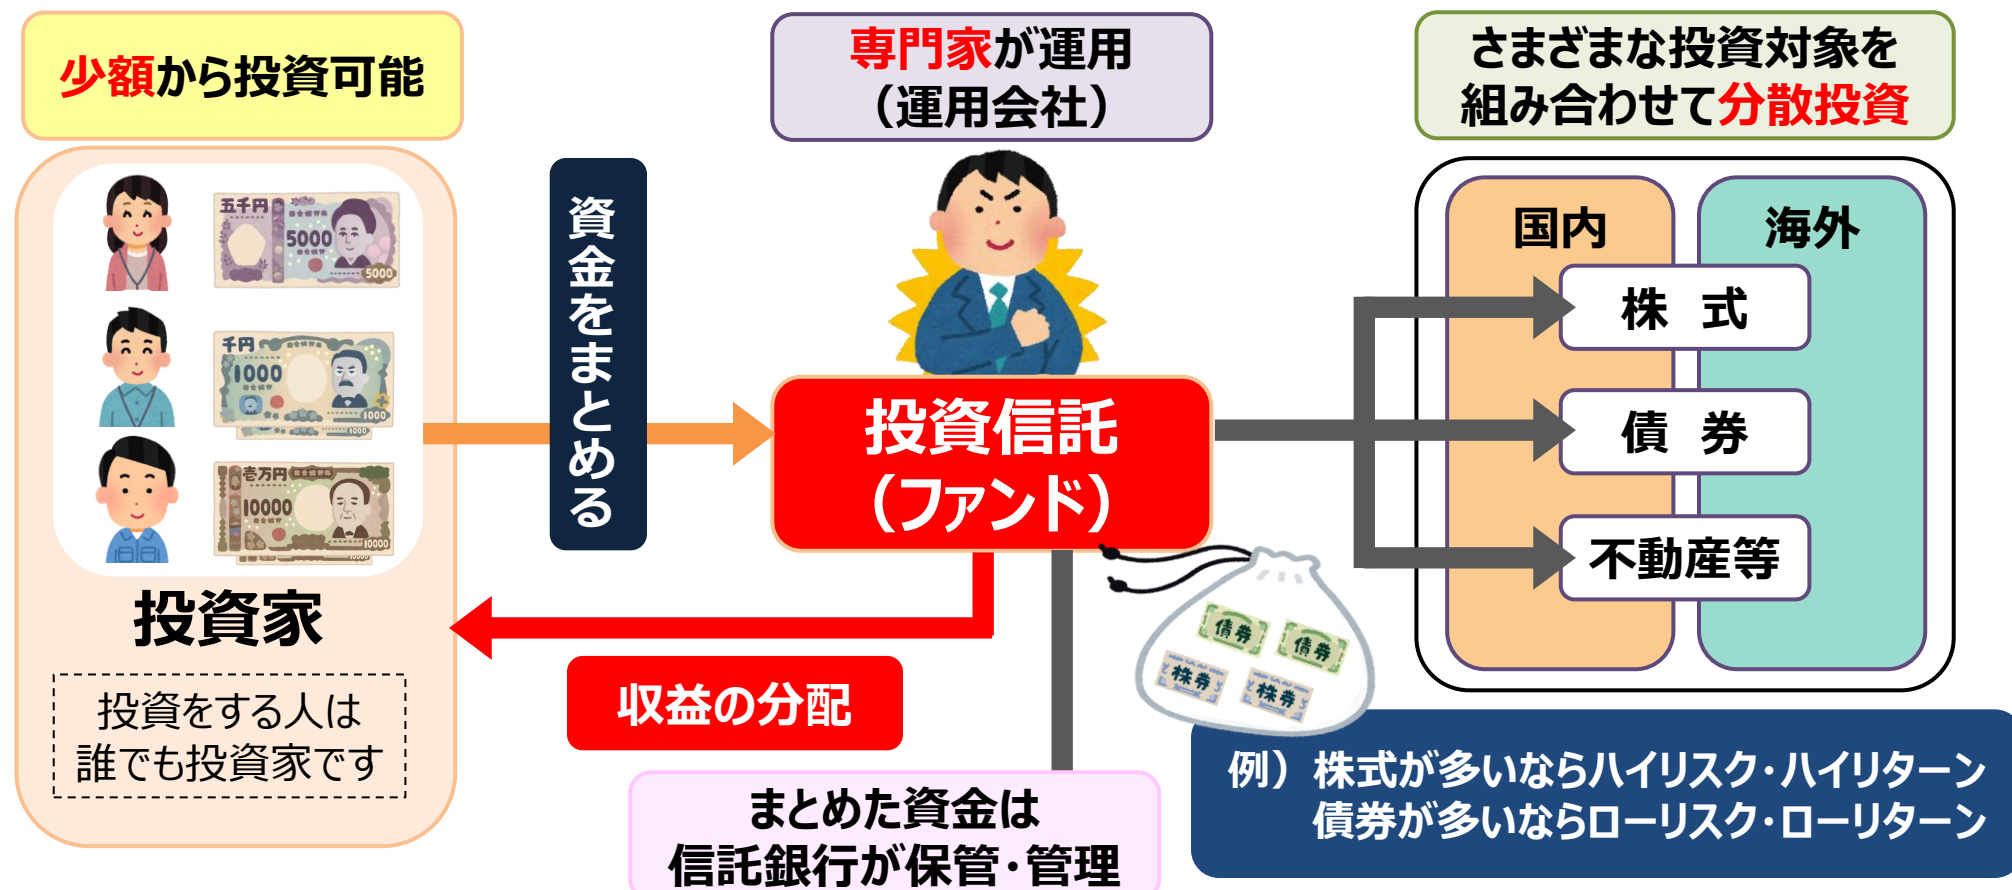 少額から投資可能
専門家が運用
（運用会社）
さまざまな投資対象を
組み合わせて分散投資
五千円
5000
5000
千円
1000
1000
壱万円
10000
10000
投資家
投資をする人は
誰でも投資家です
資金をまとめる
投資信託
（ファンド）
収益の分配
まとめた資金は
信託銀行が保管・管理
国内
海外
株 式
債 券
不動産等
債券
債券
株券
株券
例）株式が多いならハイリスク・ハイリターン
債券が多いならローリスク・ローリターン